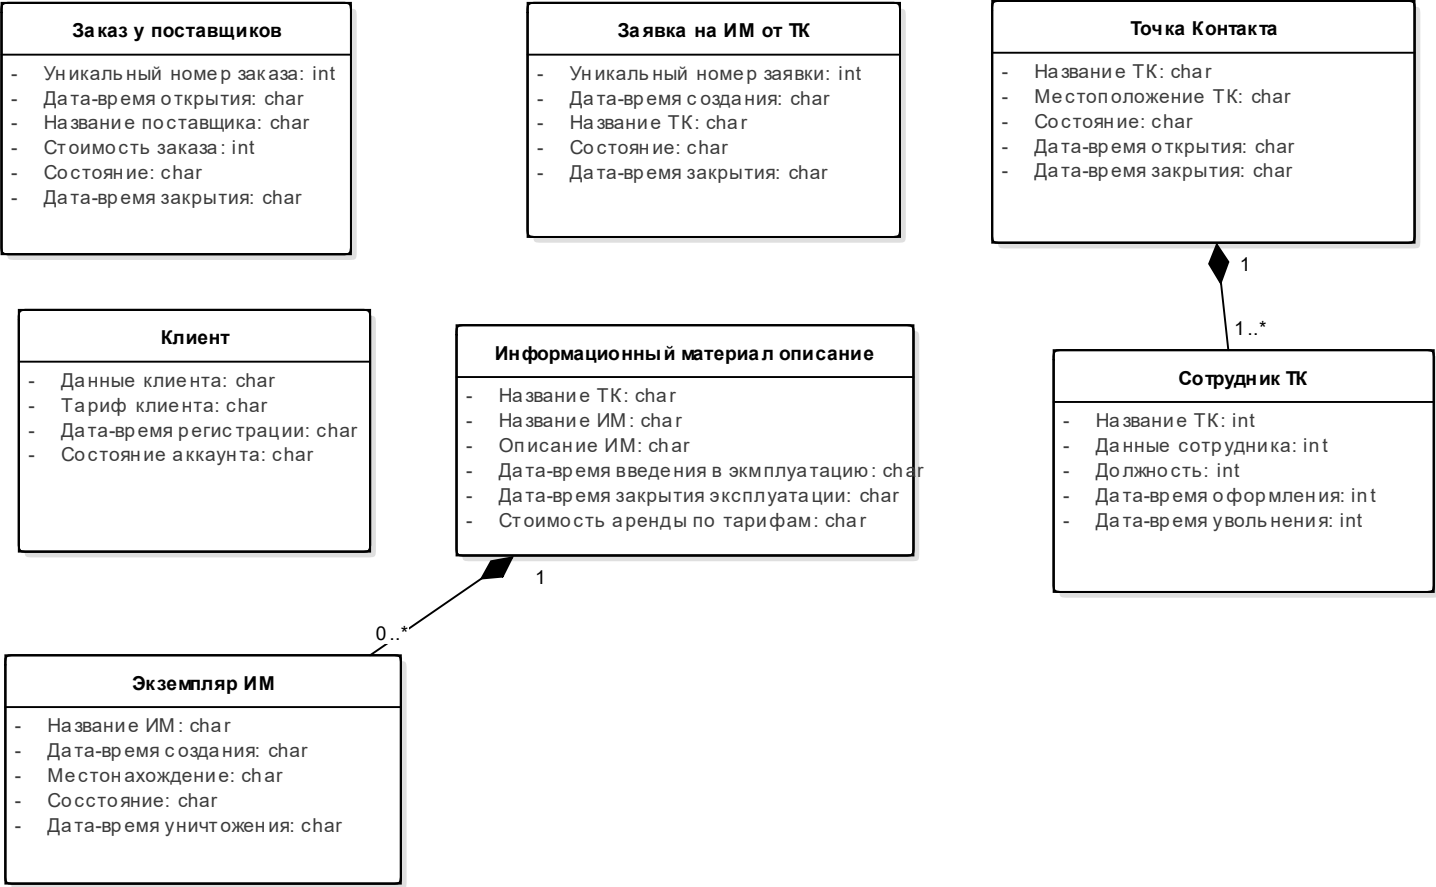 Заказ у поставщиков
- Уникальный номер заказа: int
- Дата-время открытия: char
- Название поставщика: char
- Стоимость заказа: int
- Состояние: char
- Дата-время закрытия: char
Заявка на ИМ от ТК
- Уникальный номер заявки: int
- Дата-время создания: char
- Название ТК: char
- Состояние: char
- Дата-время закрытия: char
Точка Контакта
- Название ТК: char
- Местоположение ТК: char
- Состояние: char
- Дата-время открытия: char
- Дата-время закрытия: char
1
1..*
Клиент
- Данные клиента: char
- Тариф клиента: char
- Дата-время регистрации: char
- Состояние аккаунта: char
Информационный материал описание
- Название ТК: char
- Название ИМ: char
- Описание ИМ: char
- Дата-время введения в экмплуатацию: char
- Дата-время закрытия эксплуатации: char
- Стоимость аренды по тарифам: char
Сотрудник ТК
- Название ТК: int
- Данные сотрудника: int
- Должность: int
- Дата-время оформления: int
- Дата-время увольнения: int
1
0..*
Экземпляр ИМ
- Название ИМ: char
- Дата-время создания: char
- Местонахождение: char
- Сосстояние: char
- Дата-время уничтожения: char